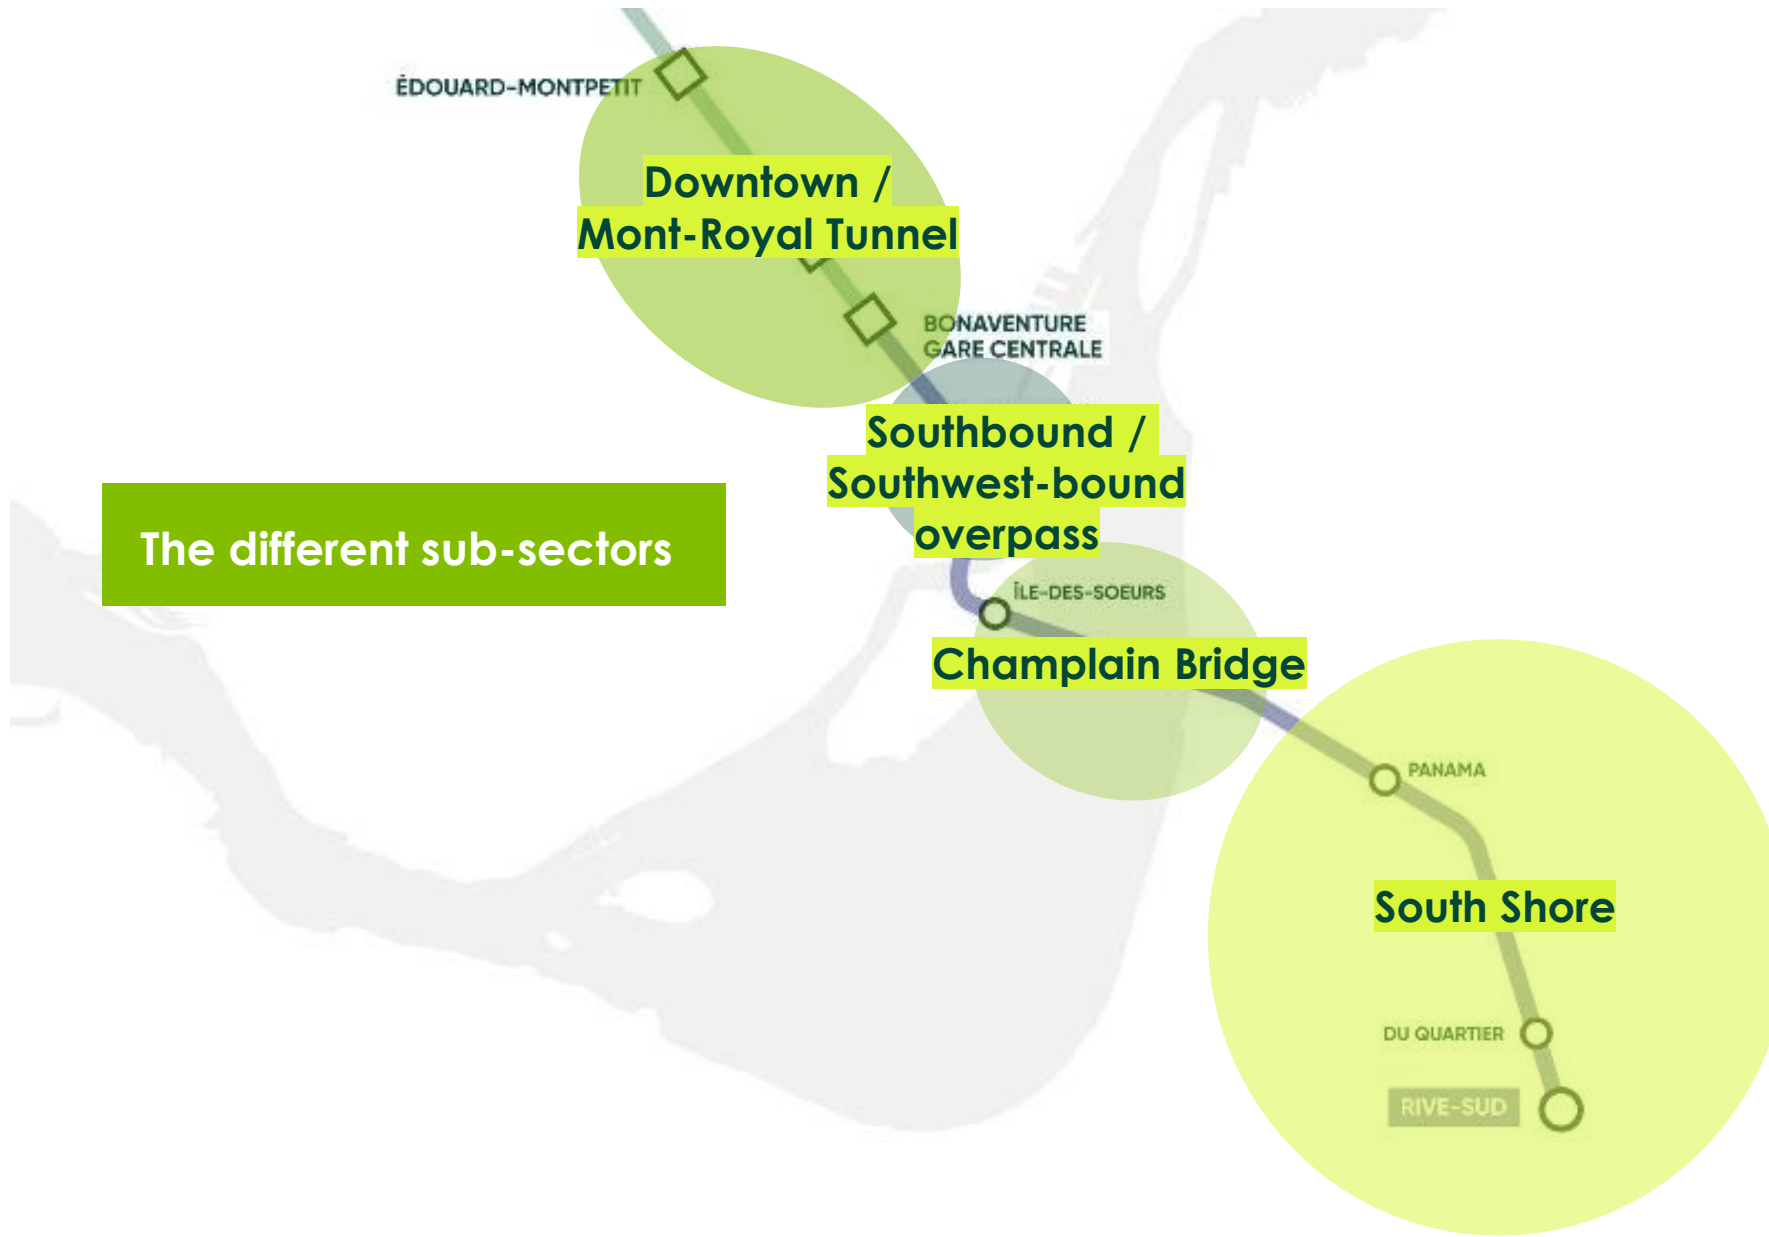 ÉDOUARD-MONTPETIT
Downtown /
Mont-Royal Tunnel
BONAVENTURE
GARE CENTRALE
Southbound /
Southwest-bound
overpass
The different sub-sectors
ÎLE-DES-SOEURS
Champlain Bridge
PANAMA
South Shore
DU QUARTIER
RIVE-SUD